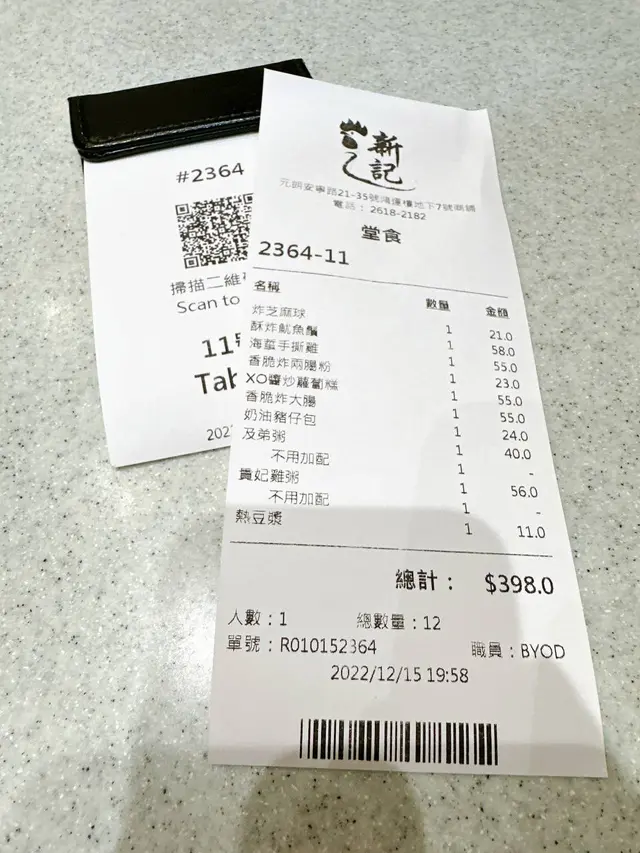 #2364
掃描二維
Scan to
11號
Tab
202
新
記
元朗安寧路21-35號鴻運樓地下7號商鋪
電話： 2618-2182
堂食
2364-11
名稱 數量 金額
炸芝麻球 1 21.0
酥炸魷魚鬚 1 58.0
海蜇手撕雞 1 55.0
香脆炸兩腸粉 1 23.0
XO醬炒蘿蔔糕 1 55.0
香脆炸大腸 1 55.0
奶油豬仔包 1 24.0
及弟粥 1 40.0
不用加配 1 -
貴妃雞粥 1 56.0
不用加配 1 -
熱豆漿 1 11.0
總計： $398.0
人數：1 總數量：12
單號：R010152364 職員：BYOD
2022/12/15 19:58